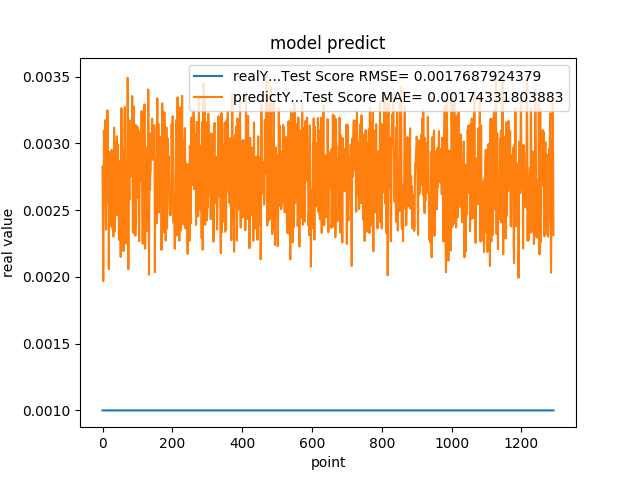 model predict
realY...Test Score RMSE= 0.0017687924379
predictY...Test Score MAE= 0.00174331803883
0.0035
0.0030
0.0025
0.0020
0.0015
0.0010
real value
0 200 400 600 800 1000 1200
point